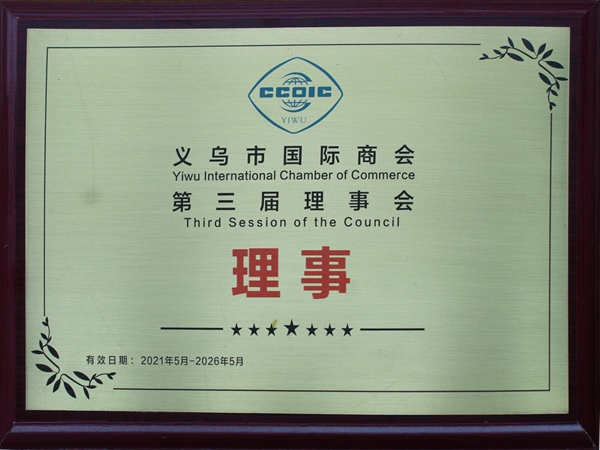 CCOIC
YIWU
义乌市国际商会
Yiwu International Chamber of Commerce
第三届理事会
Third Session of the Council
理事
有效日期：2021年5月-2026年5月